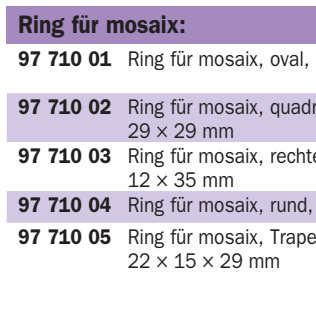 Ring für mosaix:
97 710 01 Ring für mosaix, oval,
97 710 02 Ring für mosaix, quadr
29 × 29 mm
97 710 03 Ring für mosaix, rechte
12 × 35 mm
97 710 04 Ring für mosaix, rund,
97 710 05 Ring für mosaix, Trape
22 × 15 × 29 mm